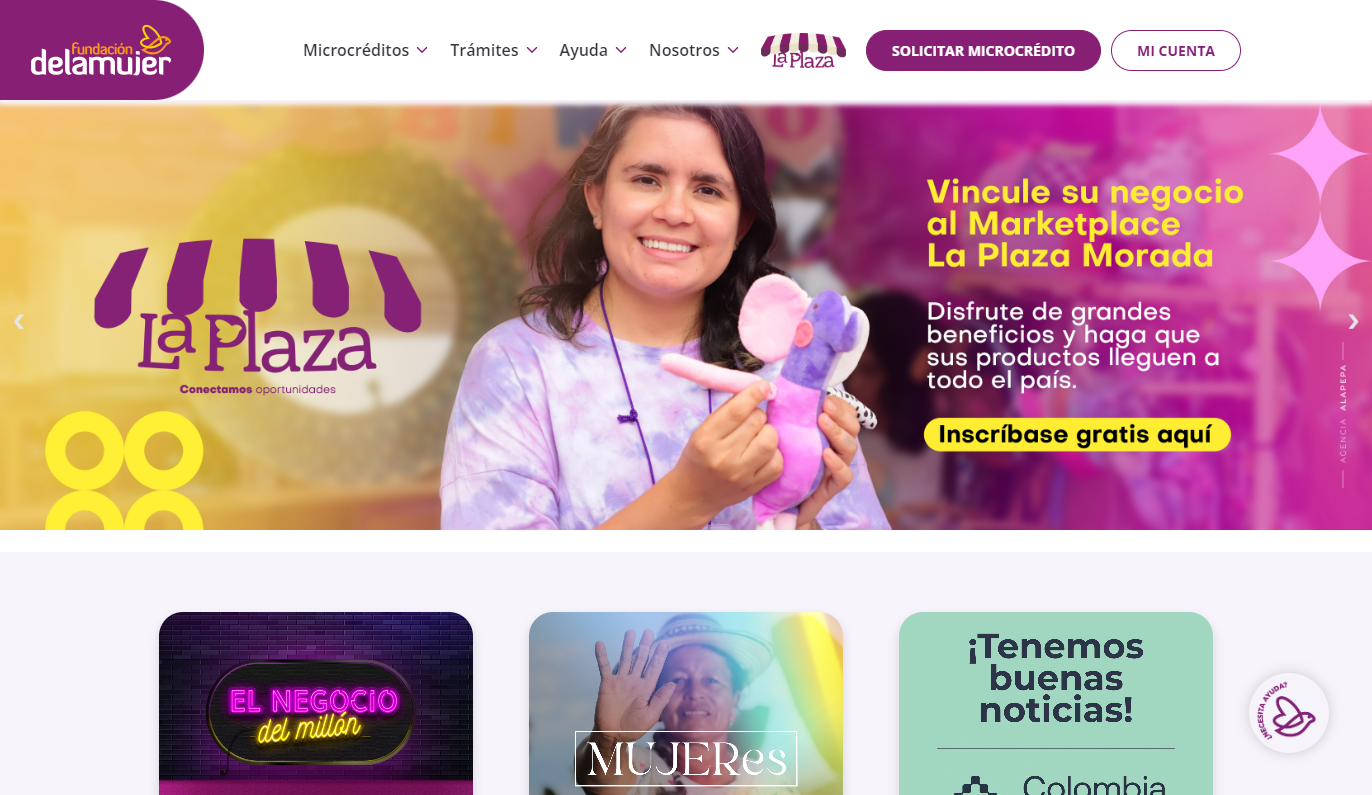 fundación
delamujer
Microcréditos
Trámites
Ayuda
Nosotros
La Plaza
SOLICITAR MICROCRÉDITO
MI CUENTA
Vincule su negocio
al Marketplace
La Plaza Morada
La Plaza
Conectamos oportunidades
Disfrute de grandes
beneficios y haga que
sus productos lleguen a
todo el país.
Inscríbase gratis aquí
AGENCIA ALAPEPA
EL NEGOCIO
del millón
MUJERes
¡Tenemos
buenas
noticias!
Colombia
¿NECESITA AYUDA?